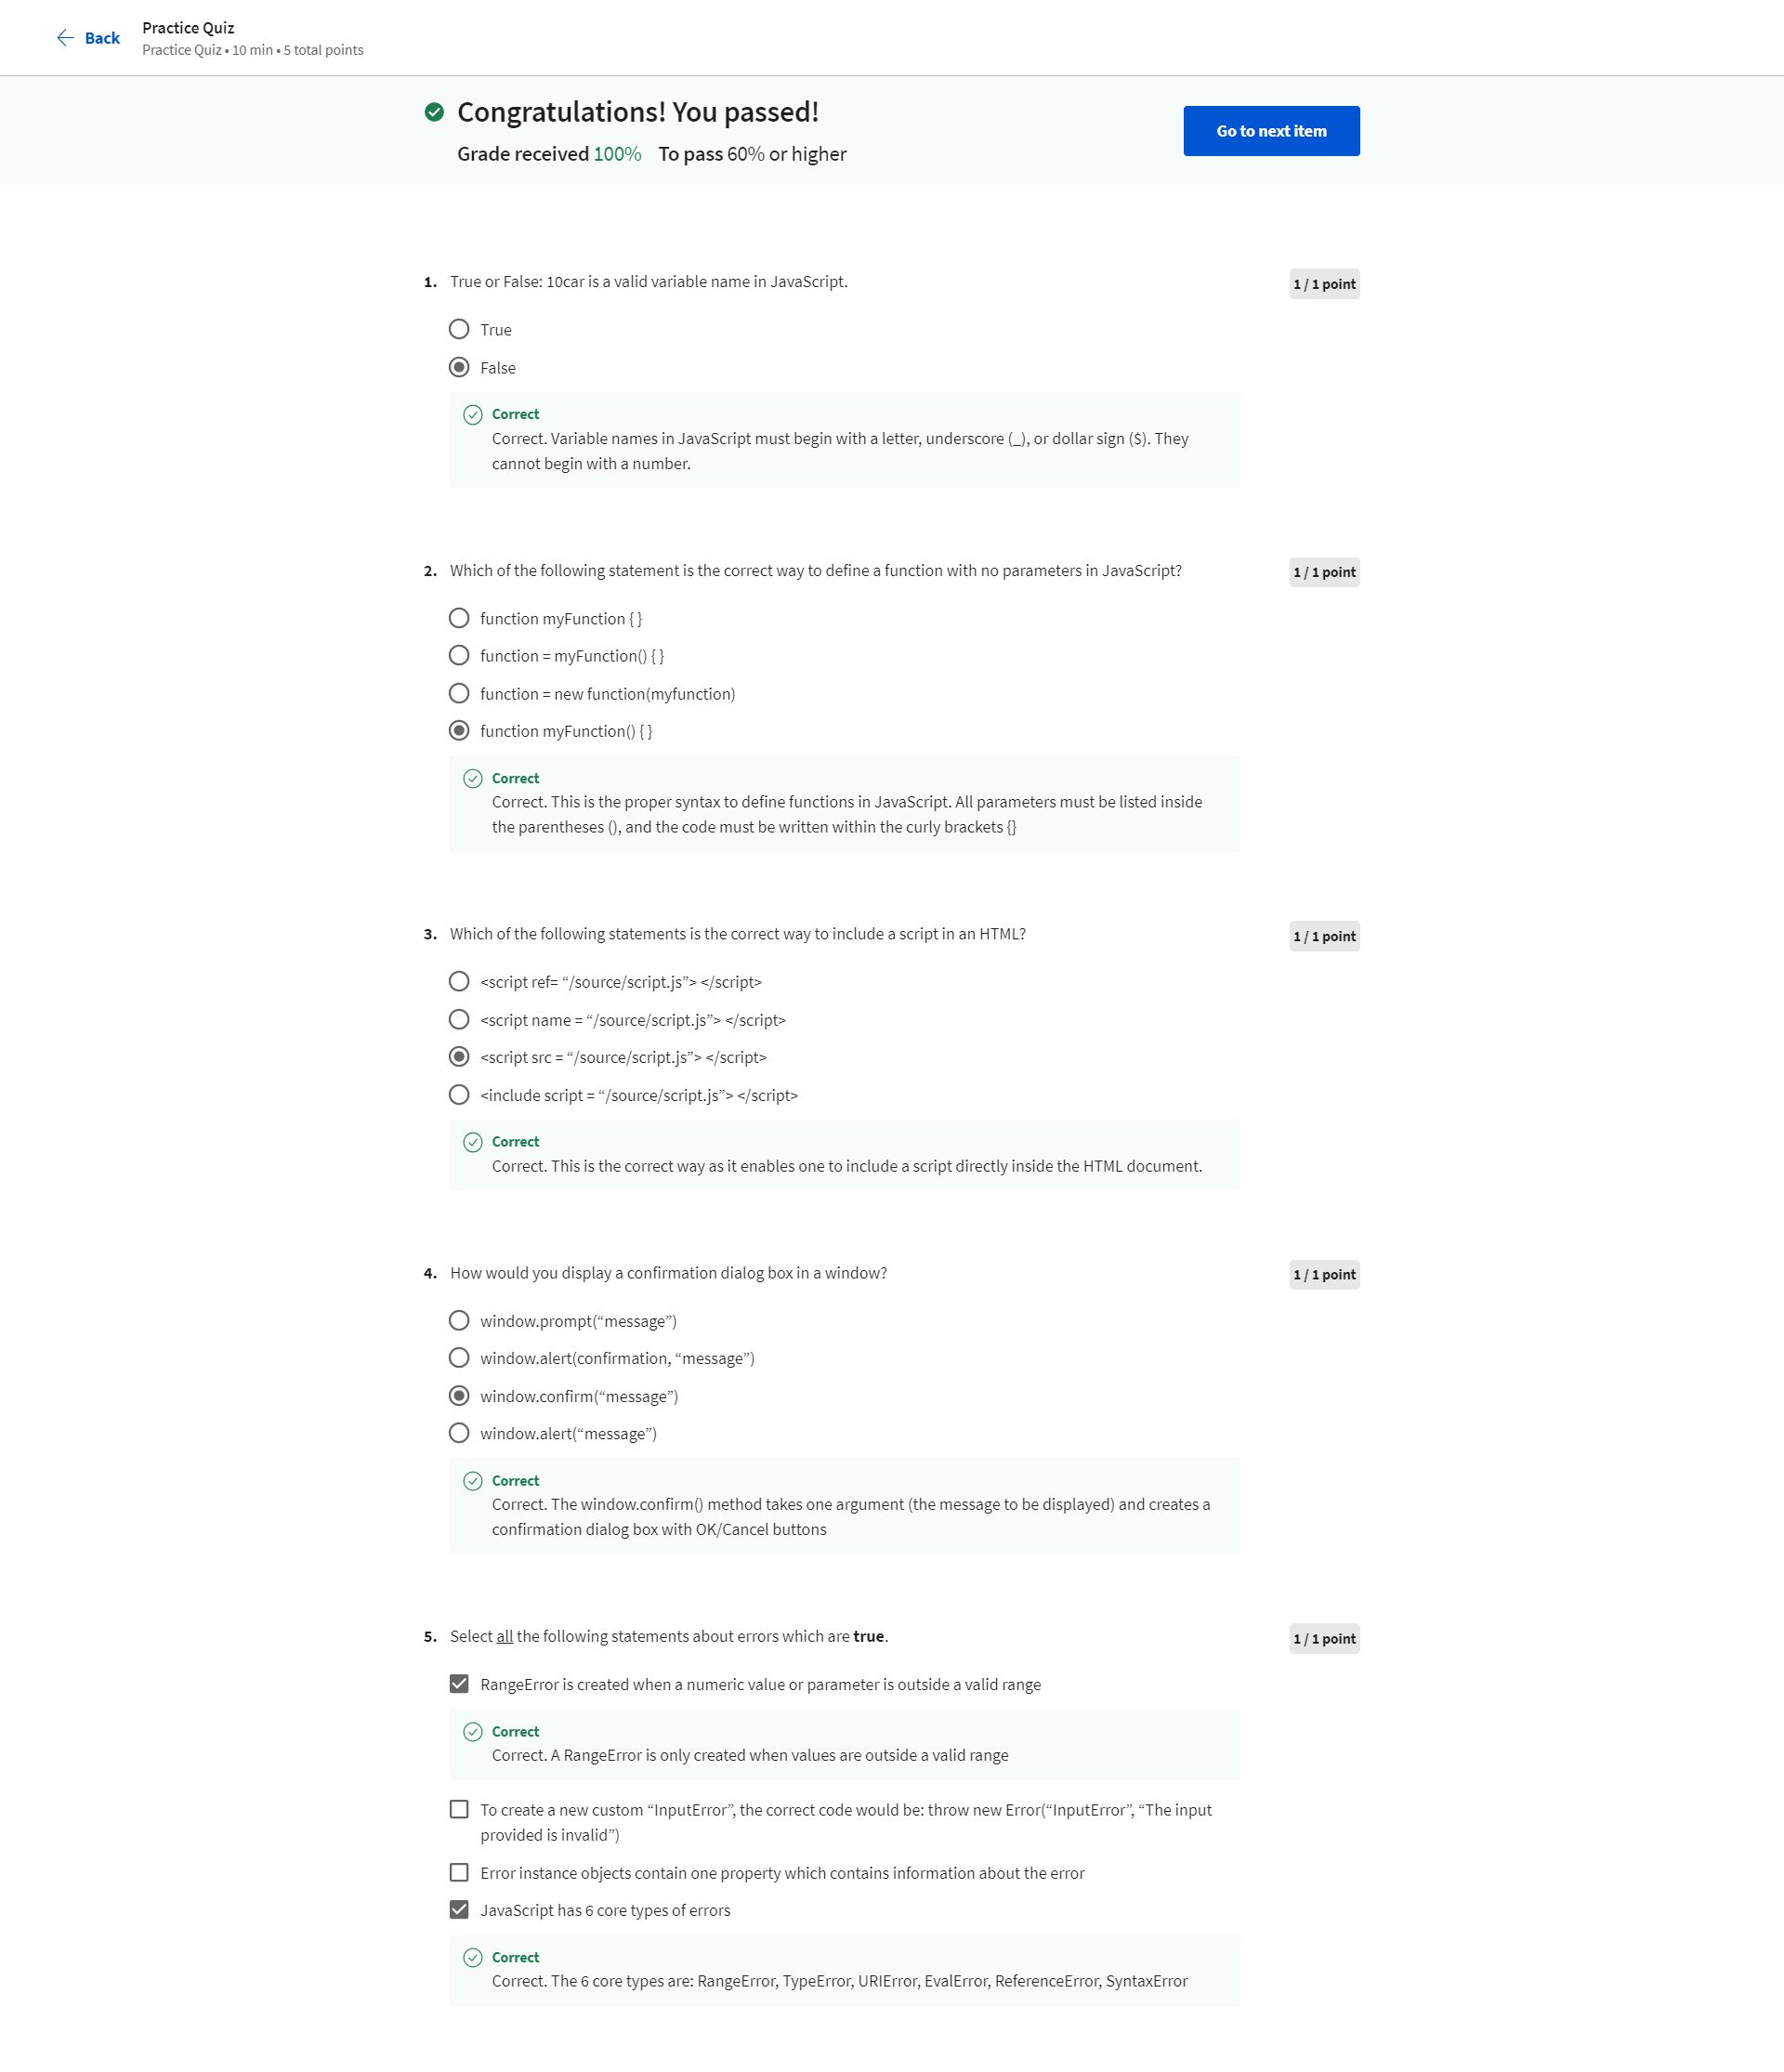 Back
Practice Quiz
Practice Quiz • 10 min • 5 total points
Congratulations! You passed!
Grade received 100% To pass 60% or higher
Go to next item
1. True or False: 10car is a valid variable name in JavaScript.
1 / 1 point
True
False
Correct
Correct. Variable names in JavaScript must begin with a letter, underscore (_), or dollar sign ($). They
cannot begin with a number.
2. Which of the following statement is the correct way to define a function with no parameters in JavaScript?
1 / 1 point
function myFunction { }
function = myFunction() { }
function = new function(myfunction)
function myFunction() { }
Correct
Correct. This is the proper syntax to define functions in JavaScript. All parameters must be listed inside
the parentheses (), and the code must be written within the curly brackets {}
3. Which of the following statements is the correct way to include a script in an HTML?
1 / 1 point
<script ref= “/source/script.js”> </script>
<script name = “/source/script.js”> </script>
<script src = “/source/script.js”> </script>
<include script = “/source/script.js”> </script>
Correct
Correct. This is the correct way as it enables one to include a script directly inside the HTML document.
4. How would you display a confirmation dialog box in a window?
1 / 1 point
window.prompt(“message”)
window.alert(confirmation, “message”)
window.confirm(“message”)
window.alert(“message”)
Correct
Correct. The window.confirm() method takes one argument (the message to be displayed) and creates a
confirmation dialog box with OK/Cancel buttons
5. Select all the following statements about errors which are true.
1 / 1 point
RangeError is created when a numeric value or parameter is outside a valid range
Correct
Correct. A RangeError is only created when values are outside a valid range
To create a new custom “InputError”, the correct code would be: throw new Error(“InputError”, “The input
provided is invalid”)
Error instance objects contain one property which contains information about the error
JavaScript has 6 core types of errors
Correct
Correct. The 6 core types are: RangeError, TypeError, URIError, EvalError, ReferenceError, SyntaxError